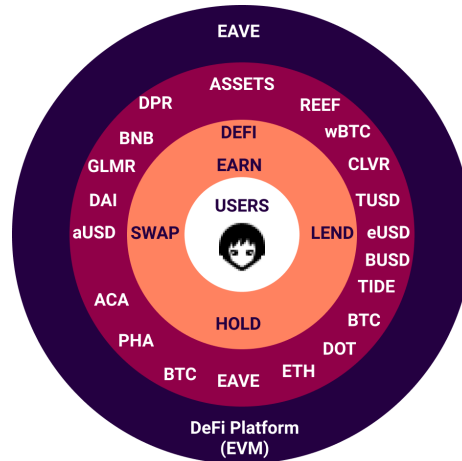 EAVE
ASSETS
DPR
REEF
BNB
DEFI
wBTC
GLMR
EARN
CLVR
DAI
USERS
TUSD
aUSD
SWAP
LEND
eUSD
BUSD
TIDE
ACA
HOLD
BTC
PHA
DOT
BTC
EAVE
ETH
DeFi Platform
(EVM)